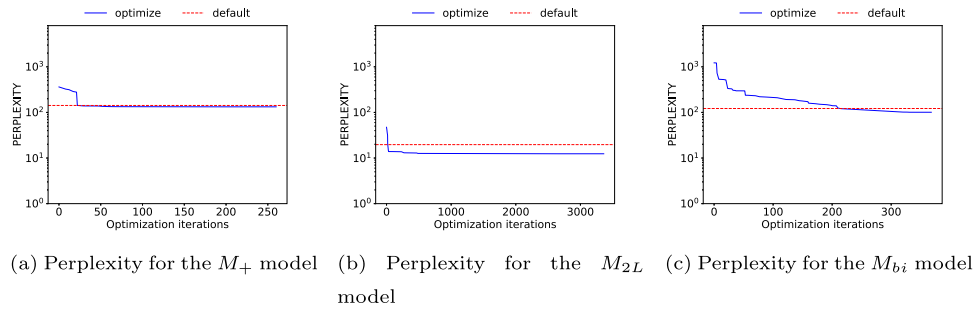 optimize default
PERPLEXITY
10³
10²
10¹
10⁰
0 50 100 150 200 250
Optimization iterations
(a) Perplexity for the M₊ model
optimize default
PERPLEXITY
10³
10²
10¹
10⁰
0 1000 2000 3000
Optimization iterations
(b) Perplexity for the M₂L
model
optimize default
PERPLEXITY
10³
10²
10¹
10⁰
0 100 200 300
Optimization iterations
(c) Perplexity for the M_bi model